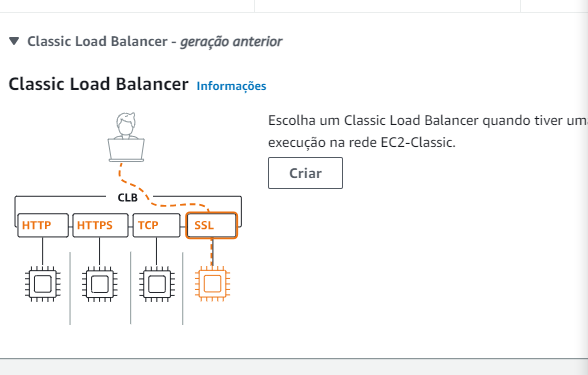 Classic Load Balancer - geração anterior
Classic Load Balancer Informações
Escolha um Classic Load Balancer quando tiver
execução na rede EC2-Classic.
Criar
CLB
HTTP HTTPS TCP SSL